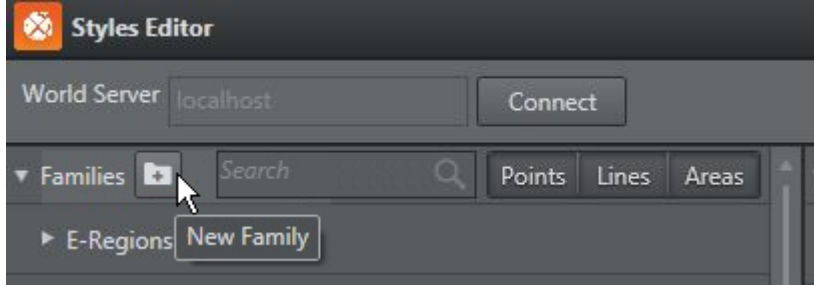 Styles Editor
World Server localhost Connect
Families Search Points Lines Areas
E-Regions New Family